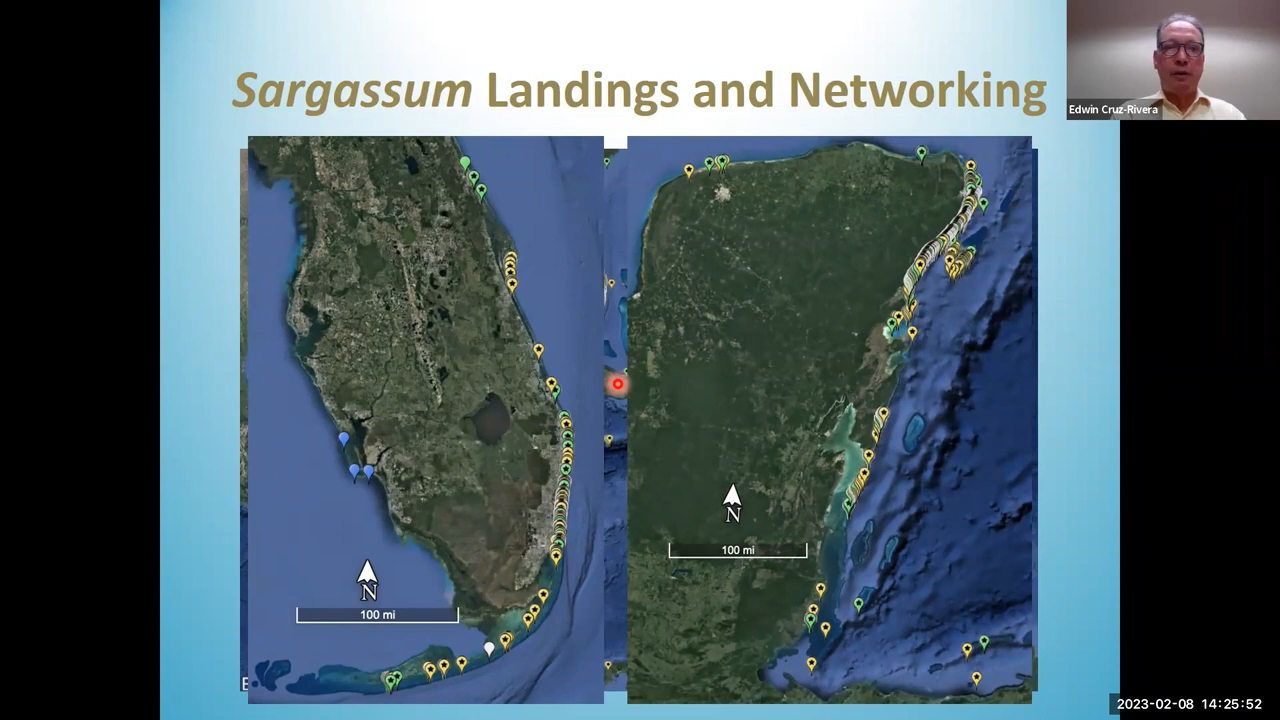 Sargassum Landings and Networking
Edwin Cruz-Rivera
N
100 mi
N
100 mi
E
2023-02-08 14:25:52